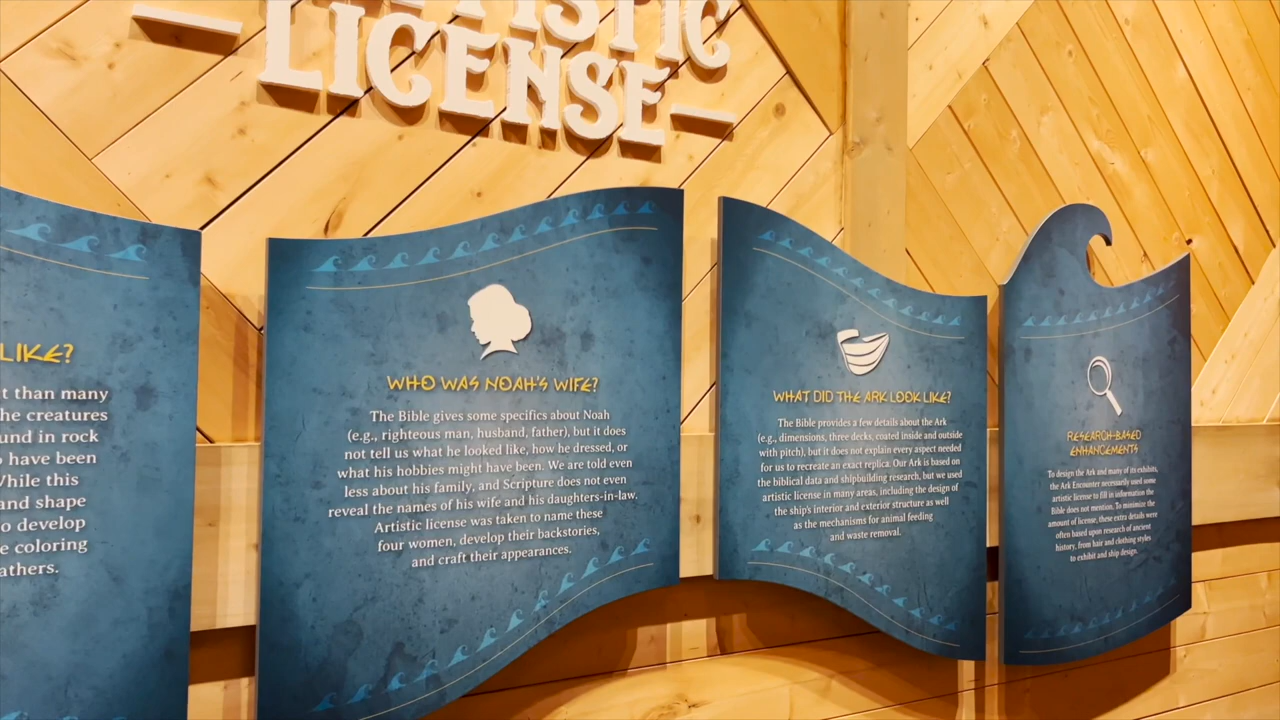 LICENSE
LIKE?
than many
creatures
in rock
have been
this
and shape
develop
coloring
WHO WAS NOAH'S WIFE?
The Bible gives some specifics about Noah
(e.g., righteous man, husband, father), but it does
not tell us what he looked like, how he dressed, or
what his hobbies might have been. We are told even
less about his family, and Scripture does not even
reveal the names of his wife and his daughters-in-law.
Artistic license was taken to name these
four women, develop their backstories,
and craft their appearances.
WHAT DID THE ARK LOOK LIKE?
The Bible provides a few details about the Ark
(e.g., dimensions, three decks, coated inside and outside
with pitch), but it does not explain every aspect needed
for us to recreate an exact replica. Our Ark is based on
the biblical data and shipbuilding research, but we used
artistic license in many areas, including the design of
the ship's interior and exterior structure as well
as the mechanisms for animal feeding
and waste removal.
RESEARCH-BASED
ENHANCEMENTS
To design the Ark and many of its exhibits,
the Ark Encounter necessarily used some
artistic license to fill in information the
Bible does not mention. To minimize the
amount of license, these extra details were
often based upon research of ancient
history, from hair and clothing styles
to exhibit and ship design.